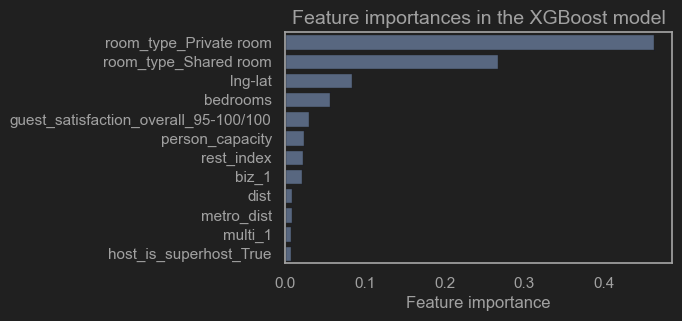 Feature importances in the XGBoost model
room_type_Private room
room_type_Shared room
lng-lat
bedrooms
guest_satisfaction_overall_95-100/100
person_capacity
rest_index
biz_1
dist
metro_dist
multi_1
host_is_superhost_True
0.0 0.1 0.2 0.3 0.4
Feature importance